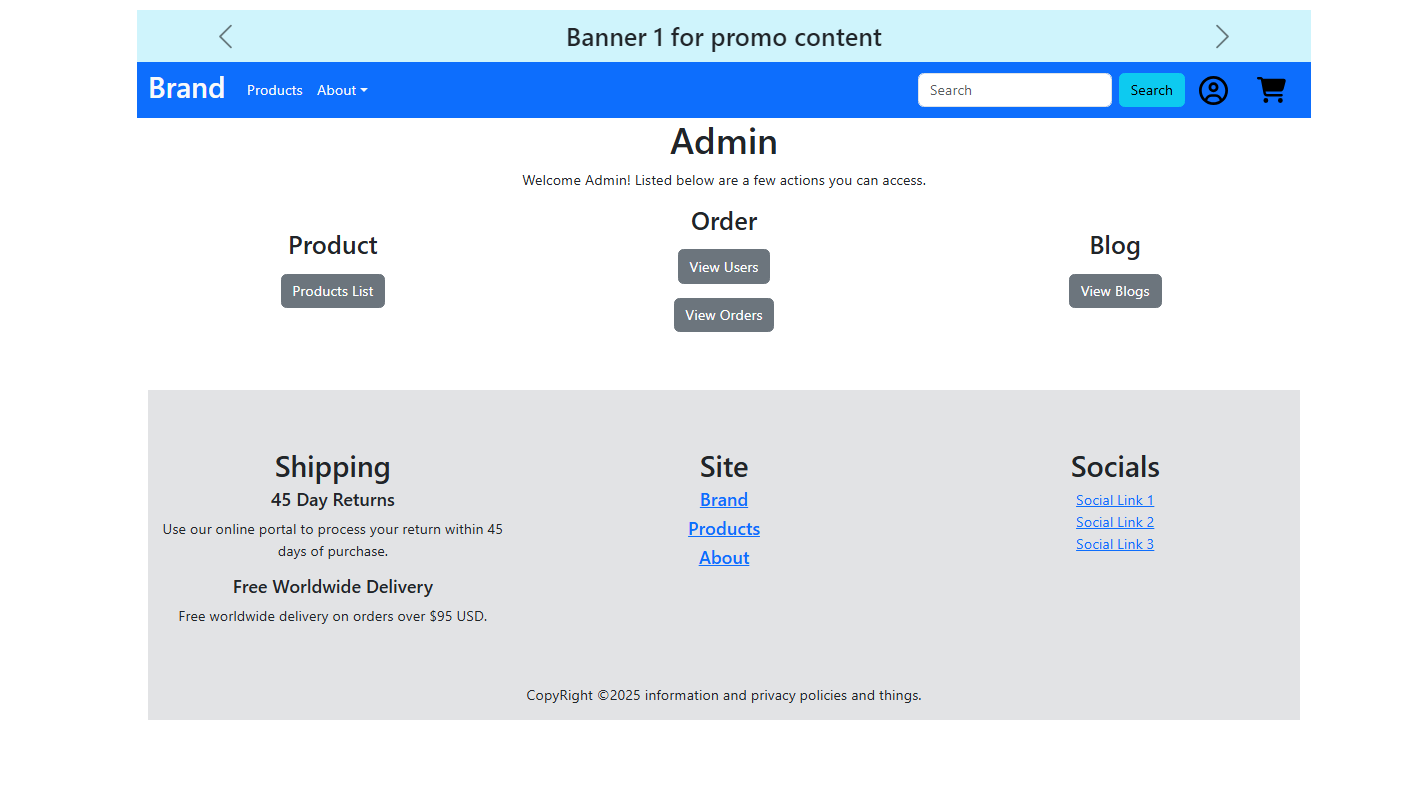 Banner 1 for promo content
Brand
Products
About
Search
Search
Admin
Welcome Admin! Listed below are a few actions you can access.
Product
Products List
Order
View Users
View Orders
Blog
View Blogs
Shipping
45 Day Returns
Use our online portal to process your return within 45
days of purchase.
Free Worldwide Delivery
Free worldwide delivery on orders over $95 USD.
Site
Brand
Products
About
Socials
Social Link 1
Social Link 2
Social Link 3
CopyRight ©2025 information and privacy policies and things.